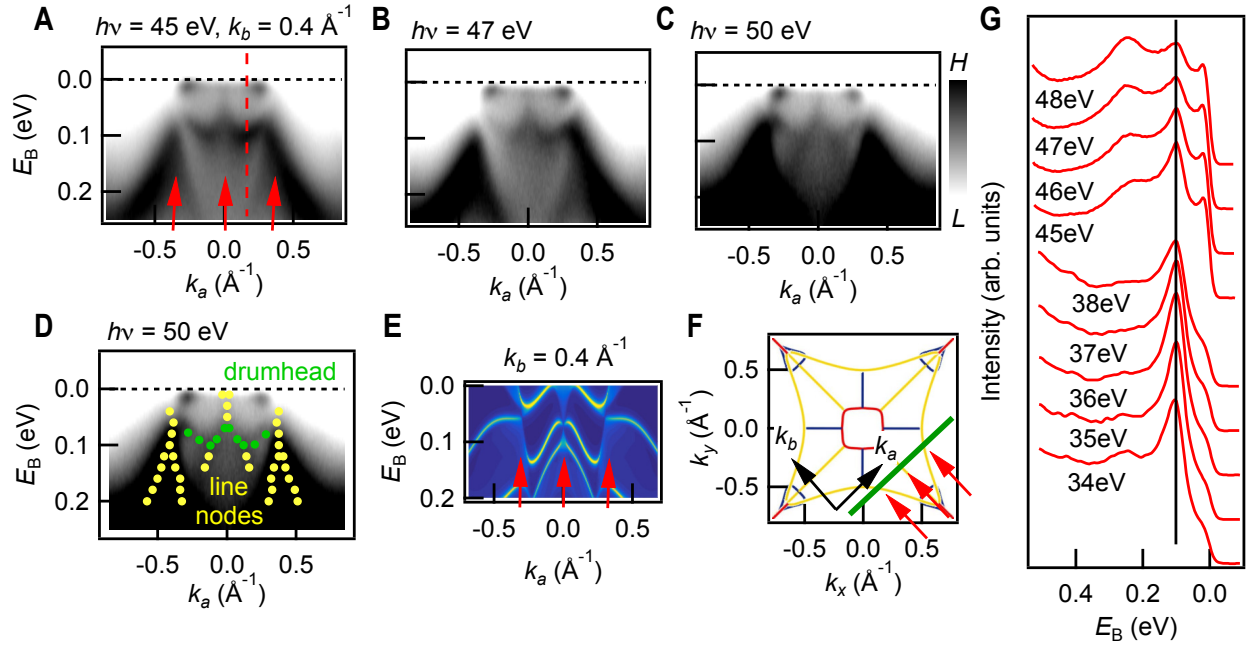 A
hν = 45 eV, k_b = 0.4 Å⁻¹
0.0
0.1
0.2
E_B (eV)
-0.5
0.0
0.5
k_a (Å⁻¹)
B
hν = 47 eV
-0.5
0.0
0.5
k_a (Å⁻¹)
C
hν = 50 eV
-0.5
0.0
0.5
k_a (Å⁻¹)
H
L
D
hν = 50 eV
drumhead
line
nodes
0.0
0.1
0.2
E_B (eV)
-0.5
0.0
0.5
k_a (Å⁻¹)
E
k_b = 0.4 Å⁻¹
0.0
0.1
0.2
E_B (eV)
-0.5
0.0
0.5
k_a (Å⁻¹)
F
0.5
0.0
-0.5
k_y (Å⁻¹)
k_b
k_a
-0.5
0.0
0.5
k_x (Å⁻¹)
G
Intensity (arb. units)
48eV
47eV
46eV
45eV
38eV
37eV
36eV
35eV
34eV
0.4
0.2
0.0
E_B (eV)